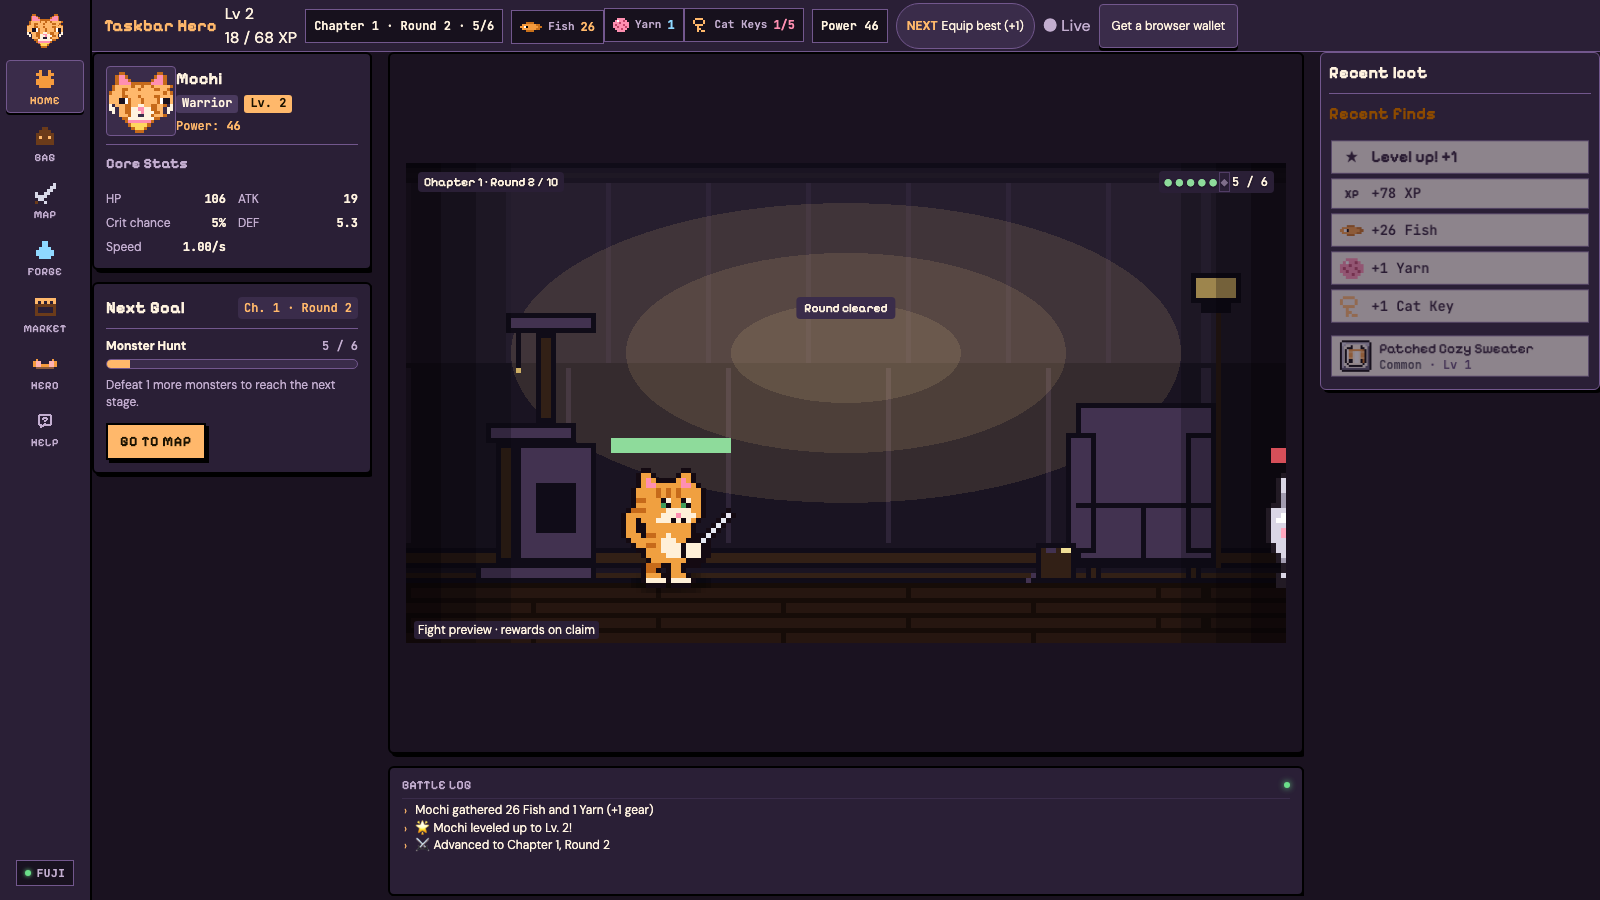 Taskbar Hero
Lv 2
18 / 68 XP
Chapter 1 · Round 2 · 5/6
Fish 26
Yarn 1
Cat Keys 1/5
Power 46
NEXT Equip best (+1)
Live
Get a browser wallet
HOME
BAG
MAP
FORGE
MARKET
HERO
HELP
FUJI
Mochi
Warrior
Lv. 2
Power: 46
Core Stats
HP 106 ATK 19
Crit chance 5% DEF 5.3
Speed 1.00/s
Next Goal
Ch. 1 · Round 2
Monster Hunt 5 / 6
Defeat 1 more monsters to reach the next
stage.
GO TO MAP
Chapter 1 · Round 2 / 10
5 / 6
Round cleared
Fight preview · rewards on claim
BATTLE LOG
› Mochi gathered 26 Fish and 1 Yarn (+1 gear)
› 🌟 Mochi leveled up to Lv. 2!
› ⚔️ Advanced to Chapter 1, Round 2
Recent loot
Recent finds
★ Level up! +1
XP +78 XP
+26 Fish
+1 Yarn
+1 Cat Key
Patched Cozy Sweater
Common · Lv 1